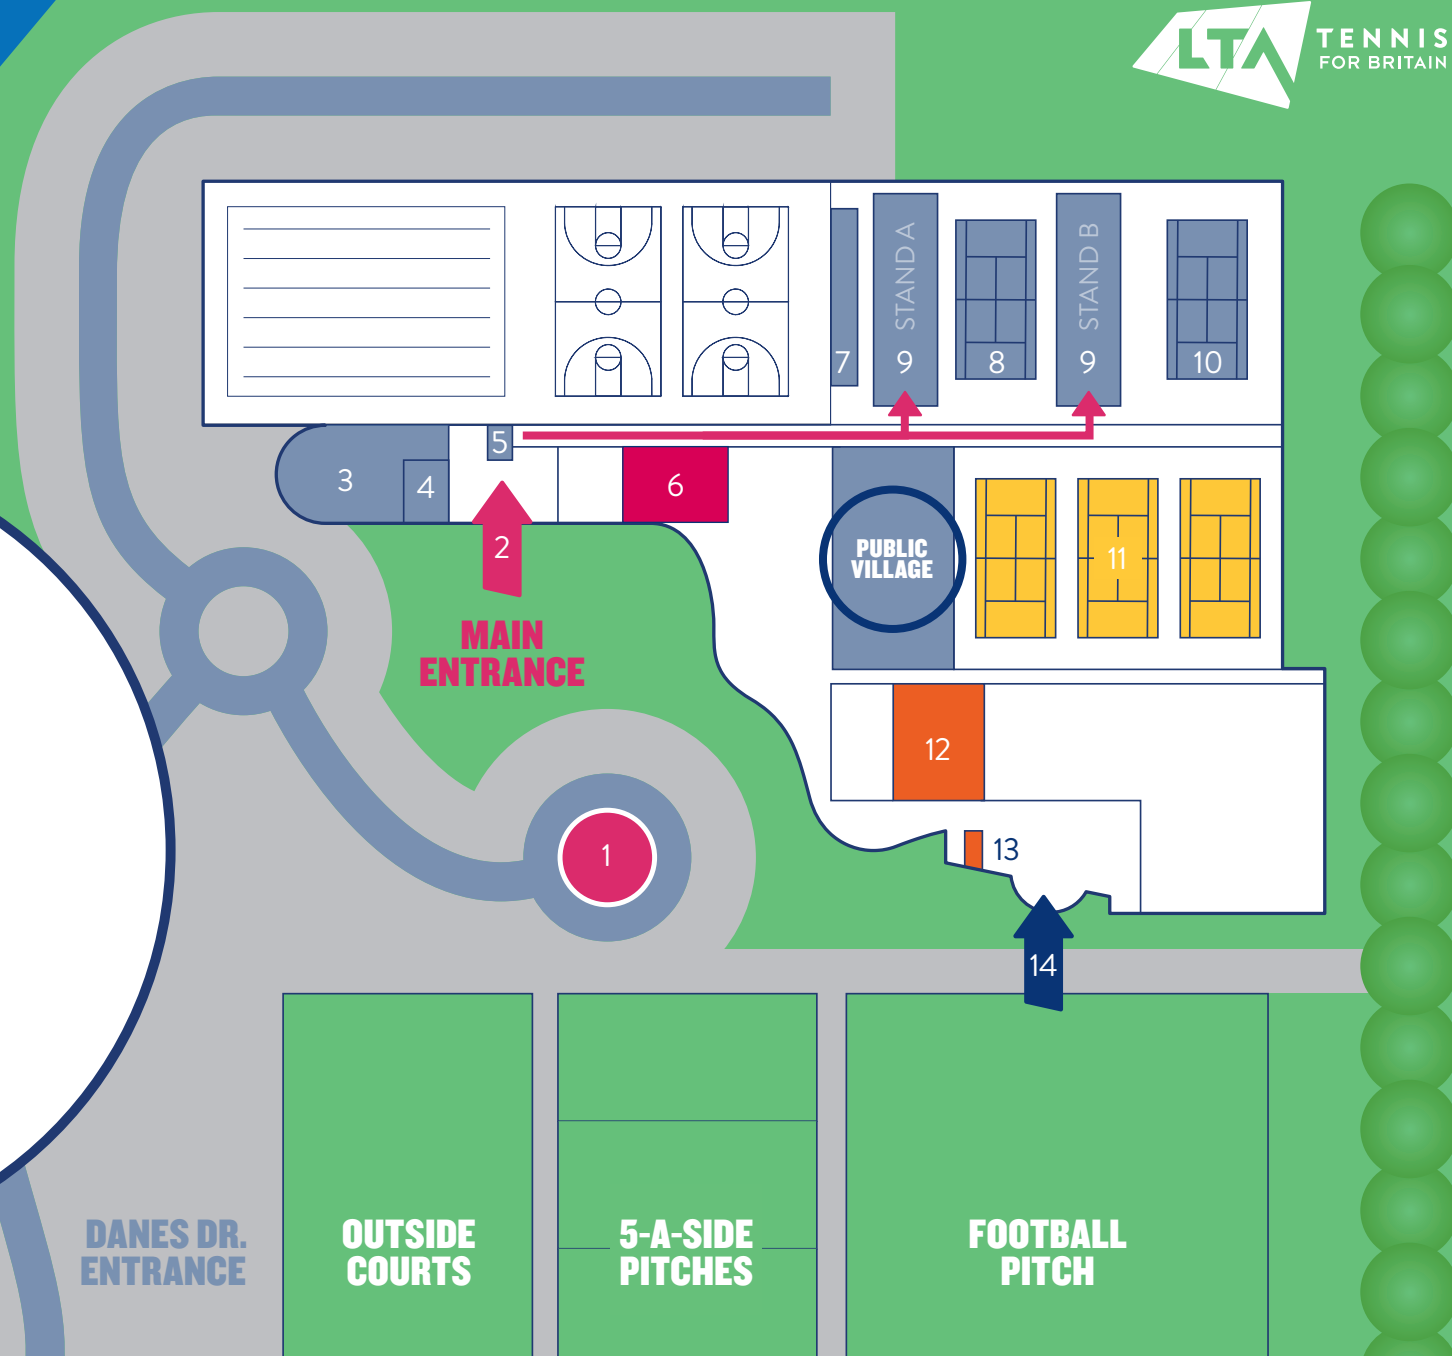 LTA
TENNIS
FOR BRITAIN
STAND A
STAND B
7
9
8
9
10
5
3
4
6
2
PUBLIC
VILLAGE
11
MAIN
ENTRANCE
12
1
13
14
DANES DR.
ENTRANCE
OUTSIDE
COURTS
5-A-SIDE
PITCHES
FOOTBALL
PITCH